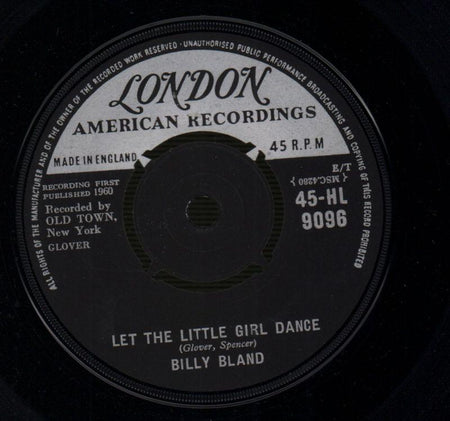 ALL RIGHTS OF THE MANUFACTURER AND OF THE OWNER OF THE RECORDED WORK RESERVED · UNAUTHORISED PUBLIC PERFORMANCE BROADCASTING AND COPYING OF THIS RECORD PROHIBITED
LONDON
AMERICAN RECORDINGS
MADE IN ENGLAND
45 R.P.M
RECORDING FIRST
PUBLISHED 1960
Recorded by
OLD TOWN,
New York
GLOVER
E/T
{ MSC.4280 }
45-HL
9096
LET THE LITTLE GIRL DANCE
(Glover, Spencer)
BILLY BLAND